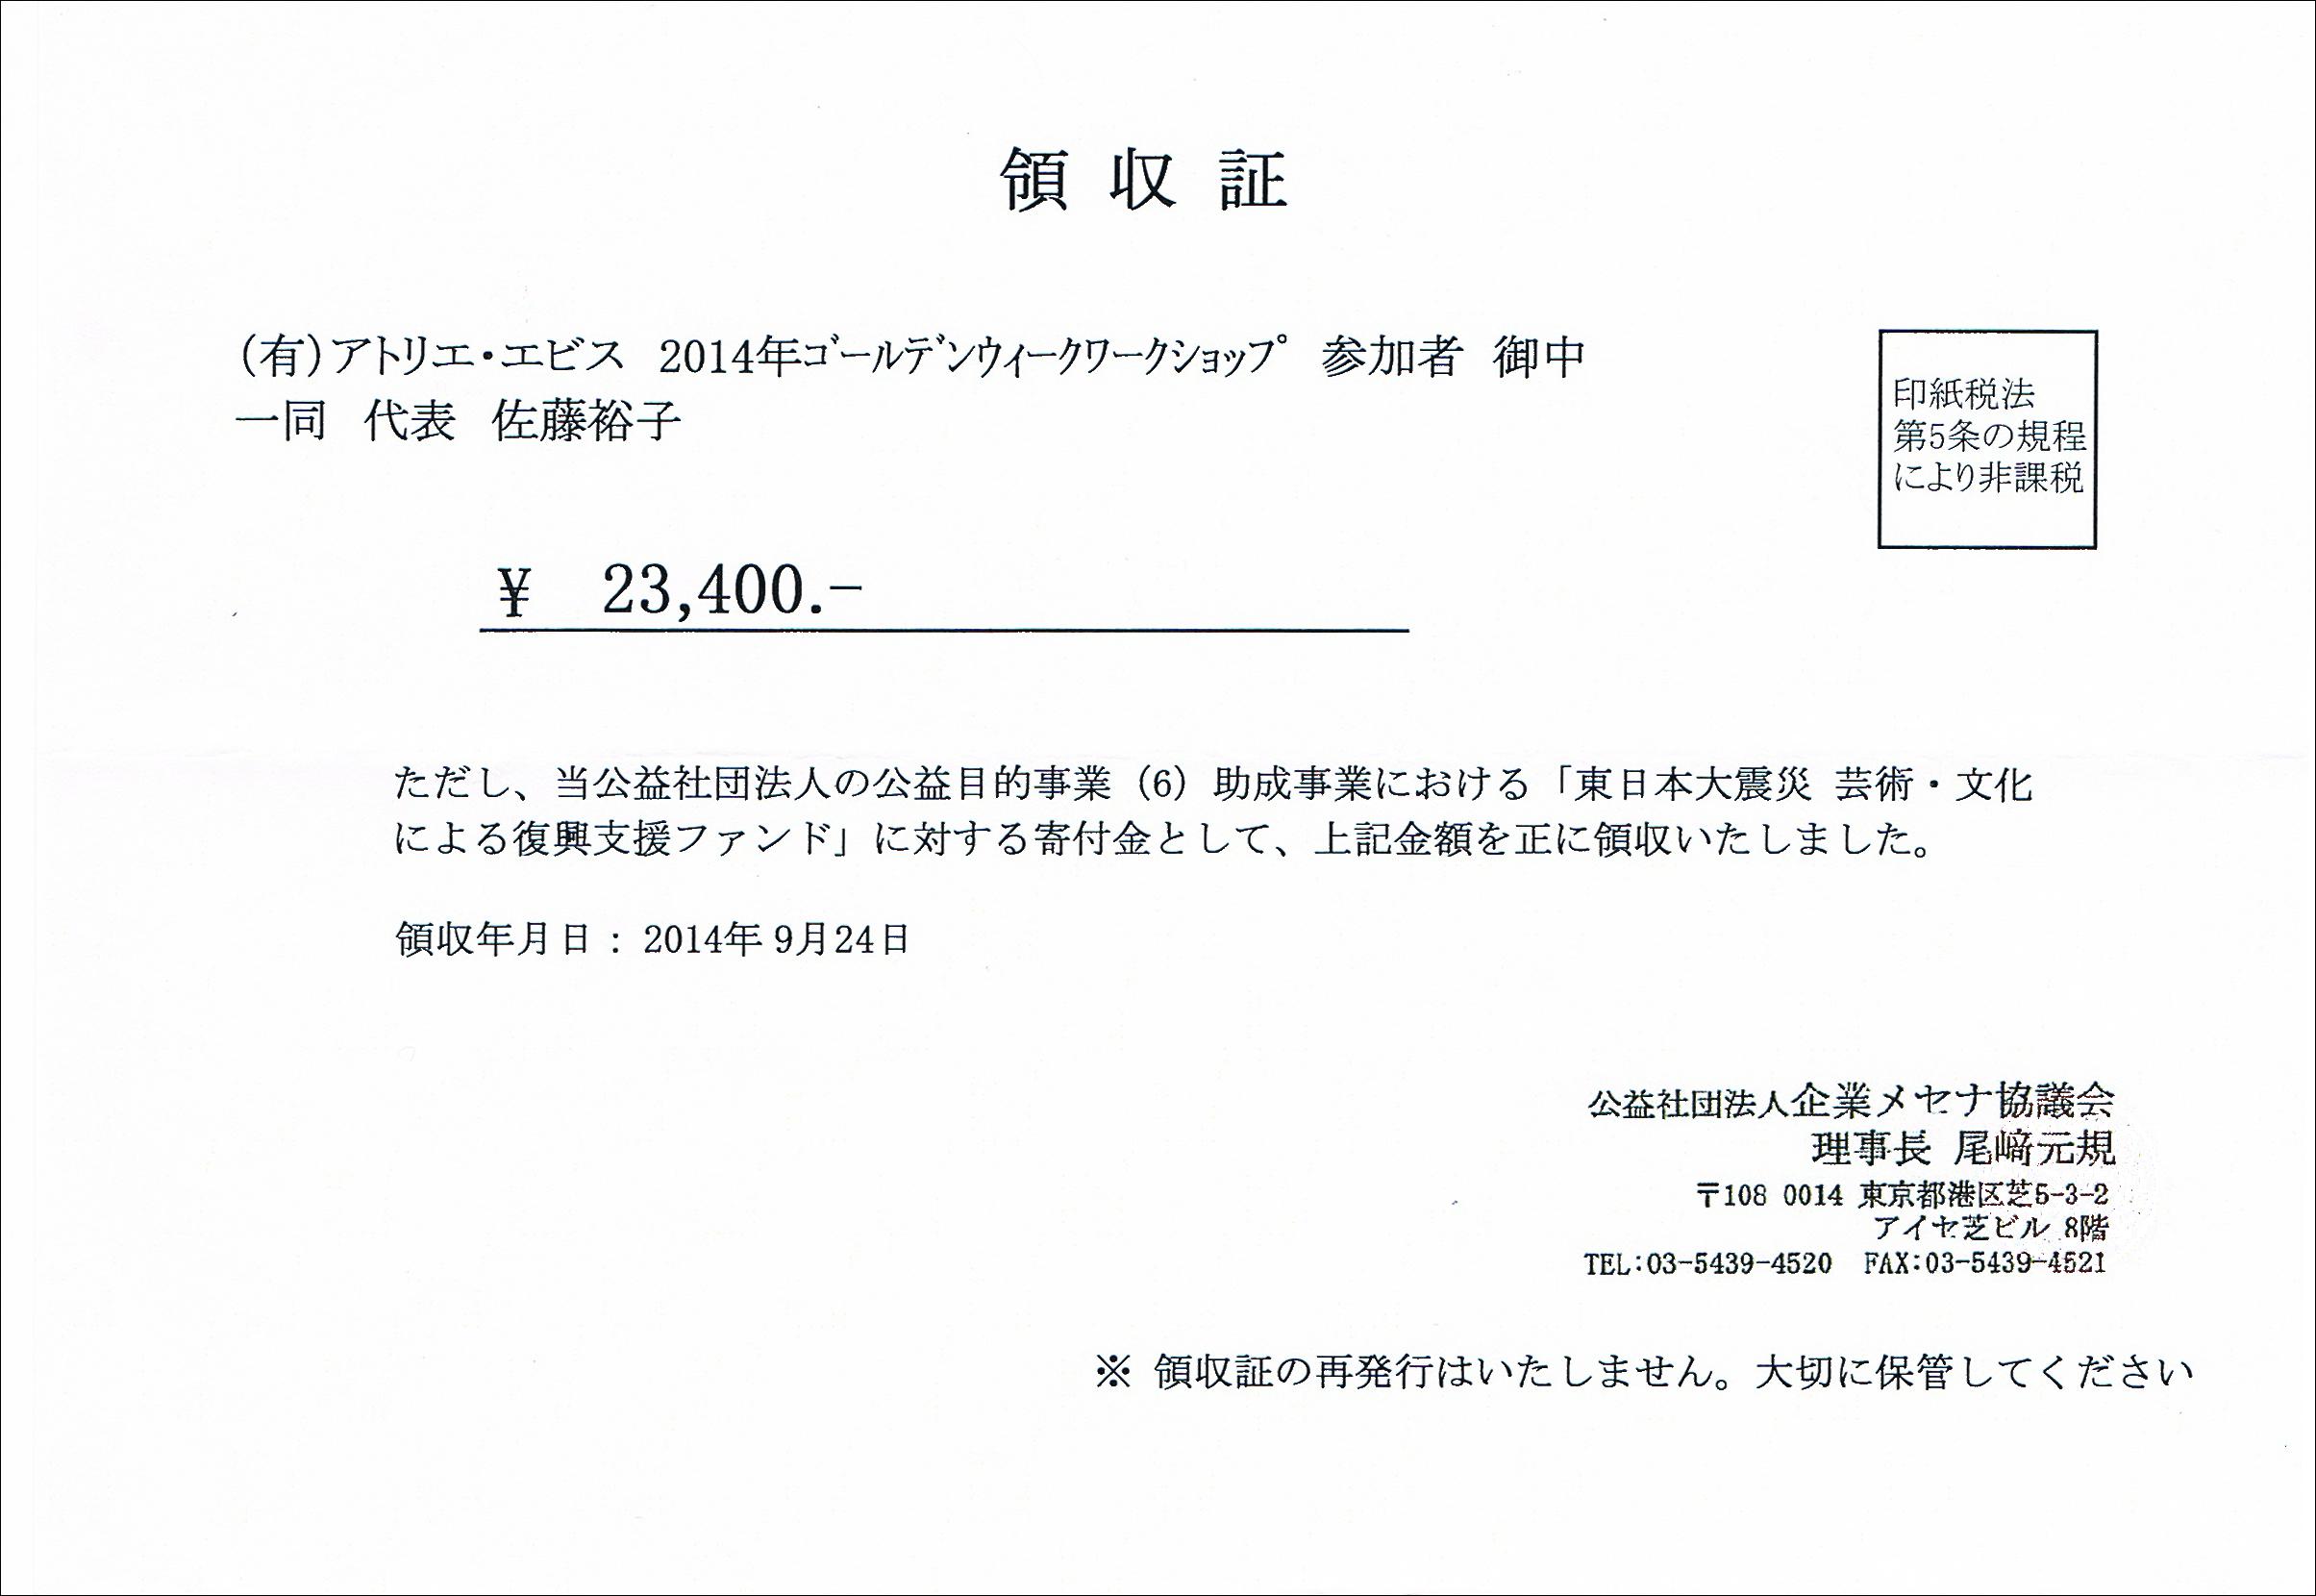 領収証
(有)アトリエ・エビス 2014年ｺﾞｰﾙﾃﾞﾝｳｨｰｸワークショップ 参加者 御中
一同 代表 佐藤裕子
印紙税法
第5条の規程
により非課税
¥ 23,400.-
ただし、当公益社団法人の公益目的事業（6）助成事業における「東日本大震災 芸術・文化
による復興支援ファンド」に対する寄付金として、上記金額を正に領収いたしました。
領収年月日：2014年 9月24日
公益社団法人企業メセナ協議会
理事長 尾﨑元規
〒108 0014 東京都港区芝5-3-2
アイセ芝ビル 8階
TEL:03-5439-4520 FAX:03-5439-4521
※ 領収証の再発行はいたしません。大切に保管してください